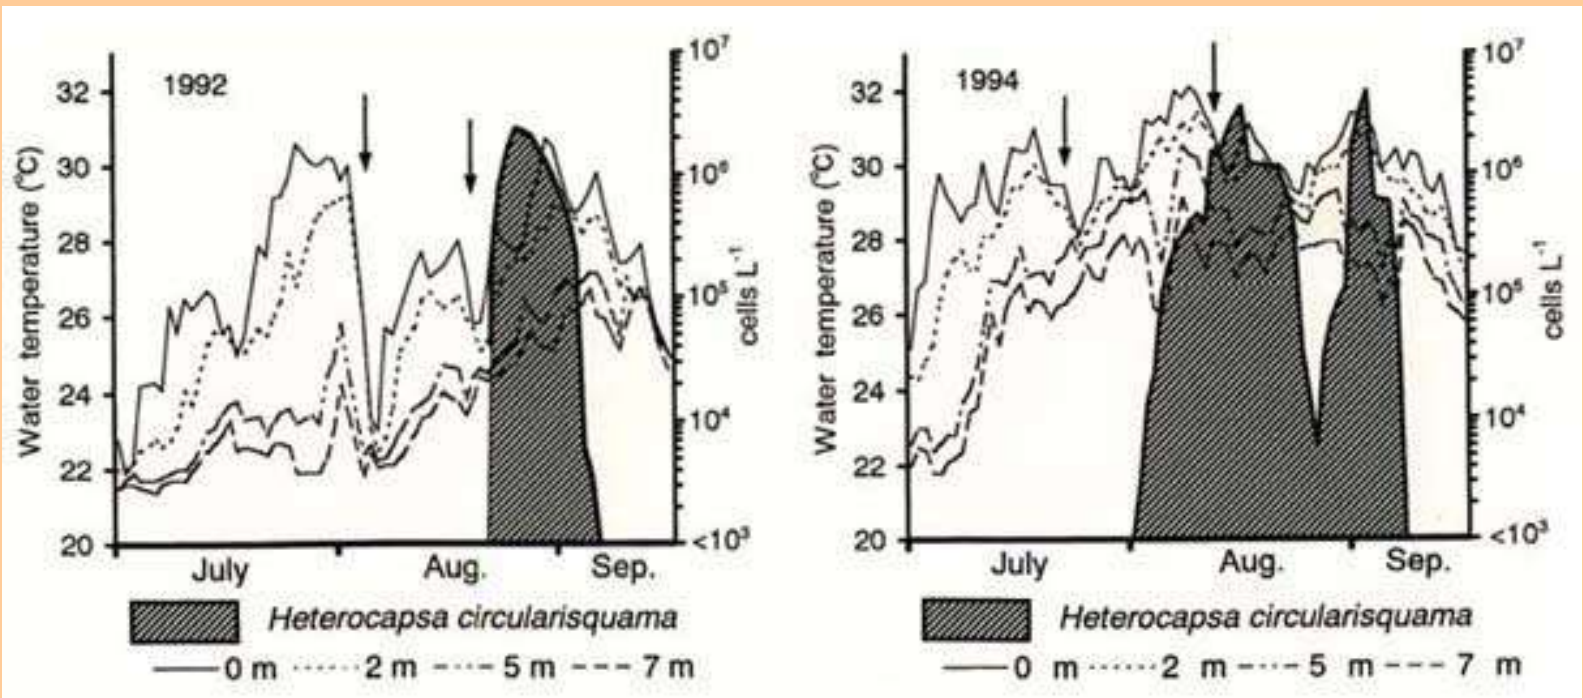 1992
Water temperature (°C)
32
30
28
26
24
22
20
10⁷
10⁶
10⁵
10⁴
<10³
cells L⁻¹
July Aug. Sep.
Heterocapsa circularisquama
0 m 2 m 5 m 7 m
1994
Water temperature (°C)
32
30
28
26
24
22
20
10⁷
10⁶
10⁵
10⁴
<10³
cells L⁻¹
July Aug. Sep.
Heterocapsa circularisquama
0 m 2 m 5 m 7 m